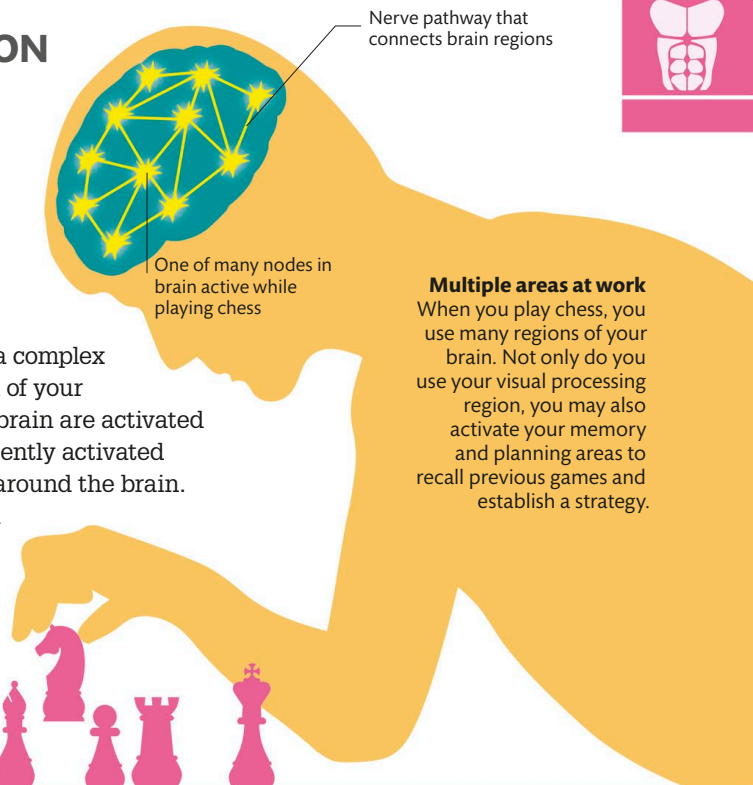 ON
Nerve pathway that
connects brain regions
One of many nodes in
brain active while
playing chess
Multiple areas at work
When you play chess, you
use many regions of your
brain. Not only do you
use your visual processing
region, you may also
activate your memory
and planning areas to
recall previous games and
establish a strategy.
a complex
of your
brain are activated
ently activated
around the brain.